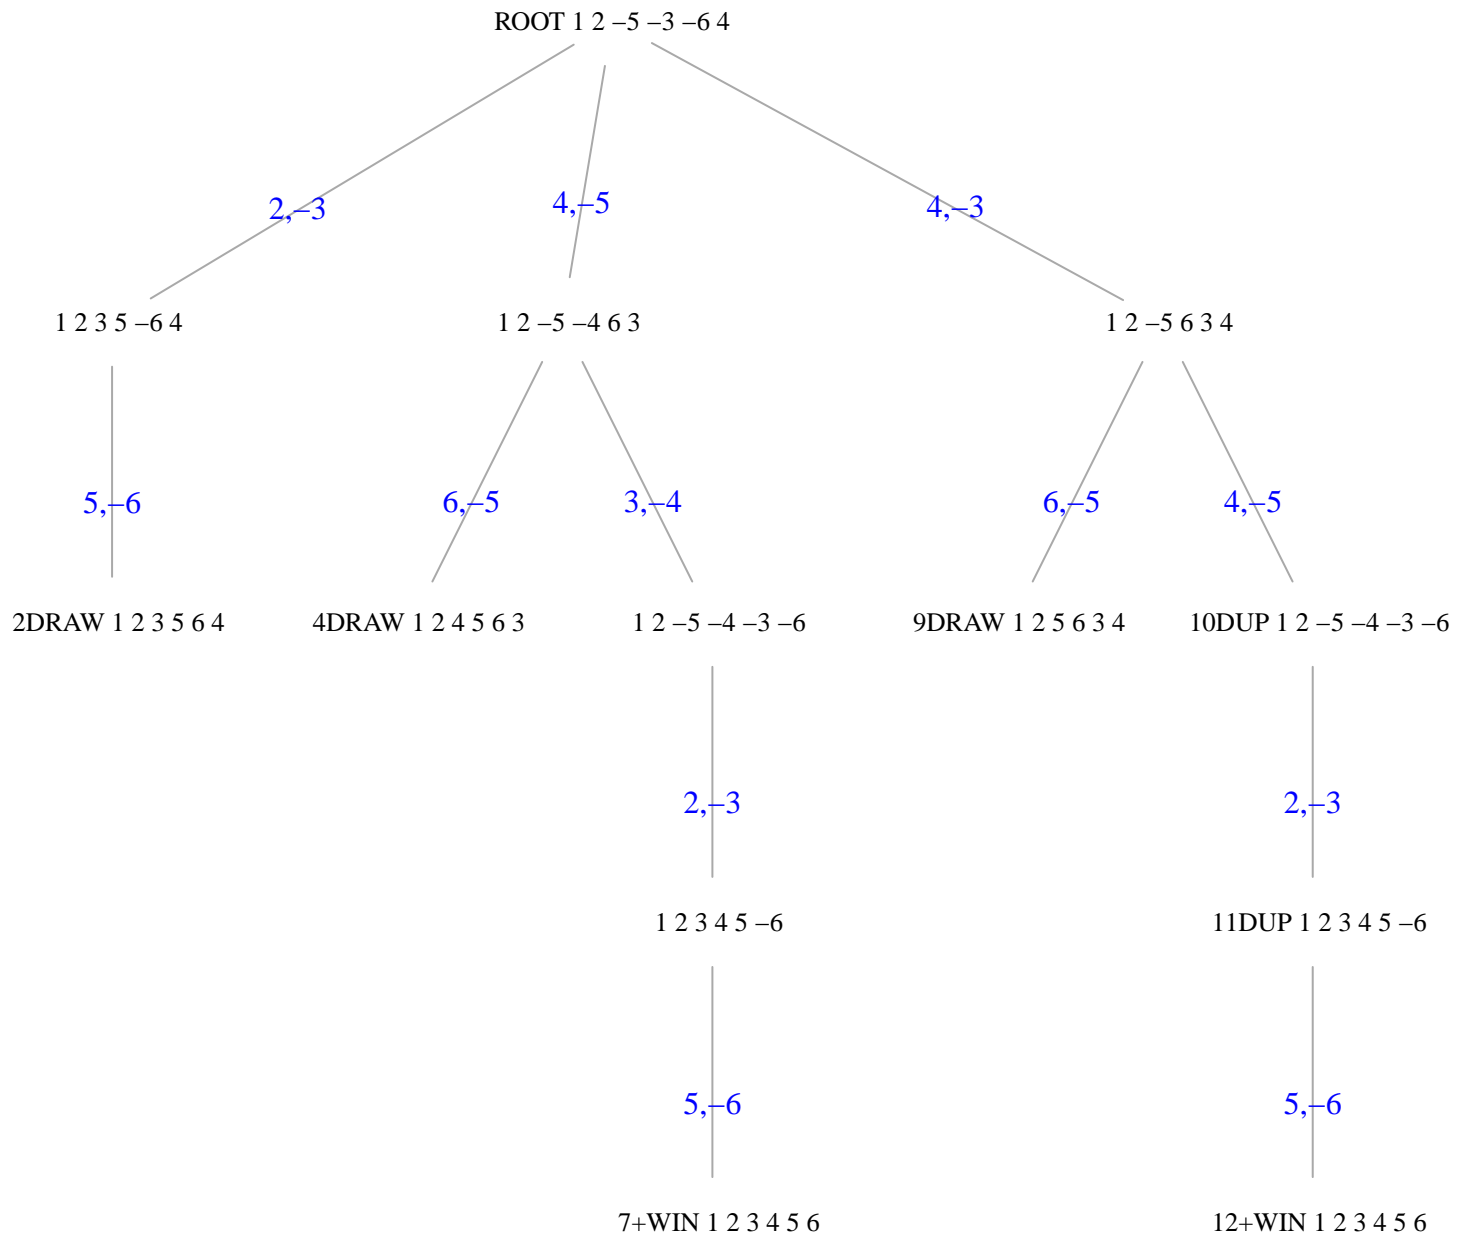 ROOT 1 2 –5 –3 –6 4
2,–3
4,–5
4,–3
1 2 3 5 –6 4
1 2 –5 –4 6 3
1 2 –5 6 3 4
5,–6
6,–5
3,–4
6,–5
4,–5
2DRAW 1 2 3 5 6 4
4DRAW 1 2 4 5 6 3
1 2 –5 –4 –3 –6
9DRAW 1 2 5 6 3 4
10DUP 1 2 –5 –4 –3 –6
2,–3
2,–3
1 2 3 4 5 –6
11DUP 1 2 3 4 5 –6
5,–6
5,–6
7+WIN 1 2 3 4 5 6
12+WIN 1 2 3 4 5 6